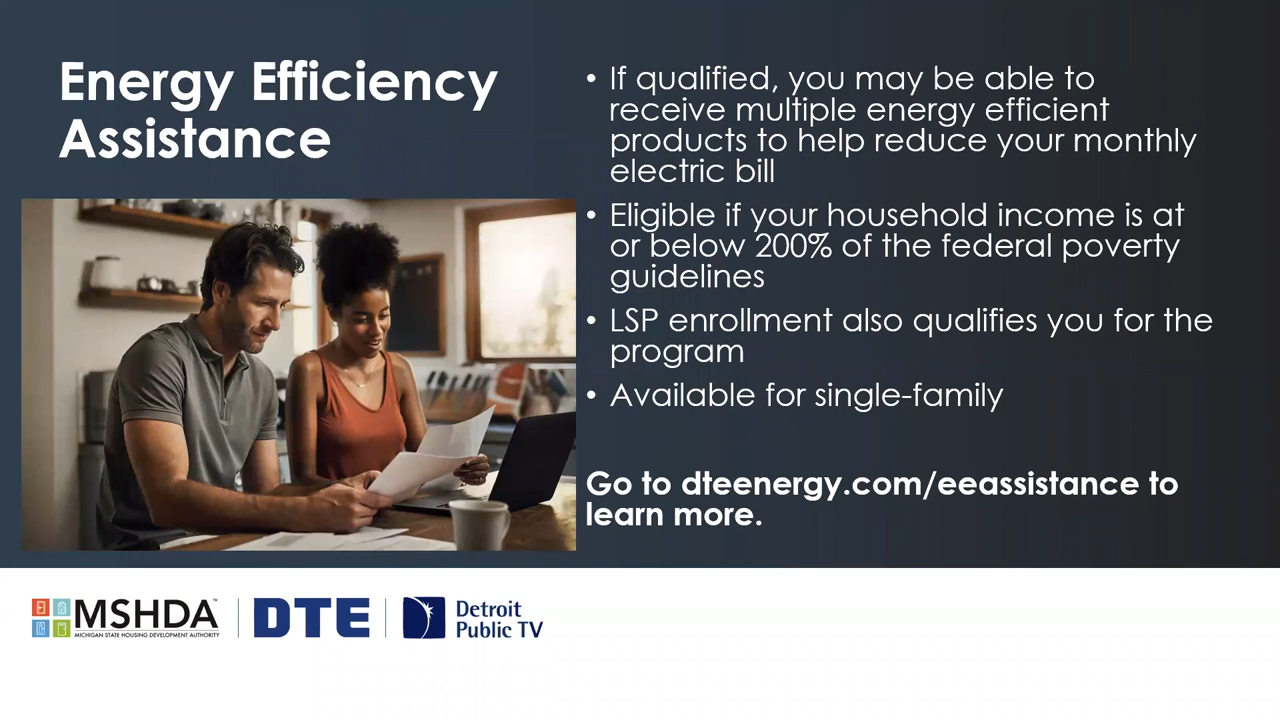 Energy Efficiency
Assistance
• If qualified, you may be able to
receive multiple energy efficient
products to help reduce your monthly
electric bill
• Eligible if your household income is at
or below 200% of the federal poverty
guidelines
• LSP enrollment also qualifies you for the
program
• Available for single-family
Go to dteenergy.com/eeassistance to
learn more.
MSHDA™
MICHIGAN STATE HOUSING DEVELOPMENT AUTHORITY
DTE
Detroit
Public TV